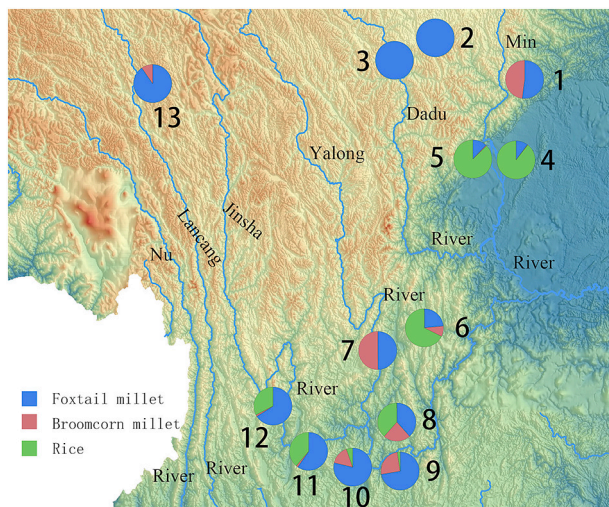 2
Min
3
1
13
Dadu
Yalong
5
4
Jinsha
Lancang
Nu
River
River
River
6
7
River
8
12
11
10
9
River
River
Foxtail millet
Broomcorn millet
Rice